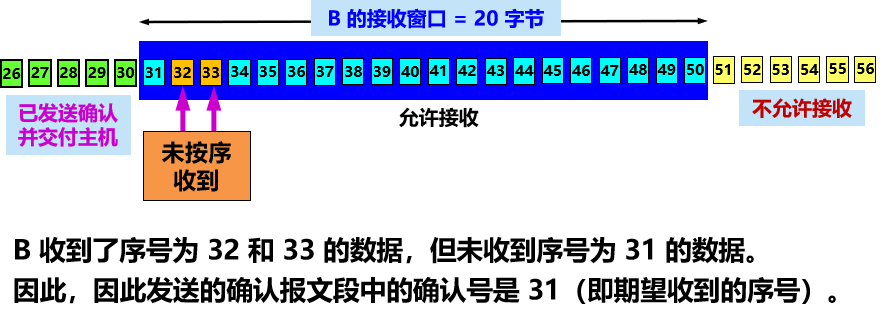 B 的接收窗口 = 20 字节
26 27 28 29 30 31 32 33 34 35 36 37 38 39 40 41 42 43 44 45 46 47 48 49 50 51 52 53 54 55 56
已发送确认
并交付主机
允许接收
不允许接收
未按序
收到
B 收到了序号为 32 和 33 的数据，但未收到序号为 31 的数据。
因此，因此发送的确认报文段中的确认号是 31（即期望收到的序号）。